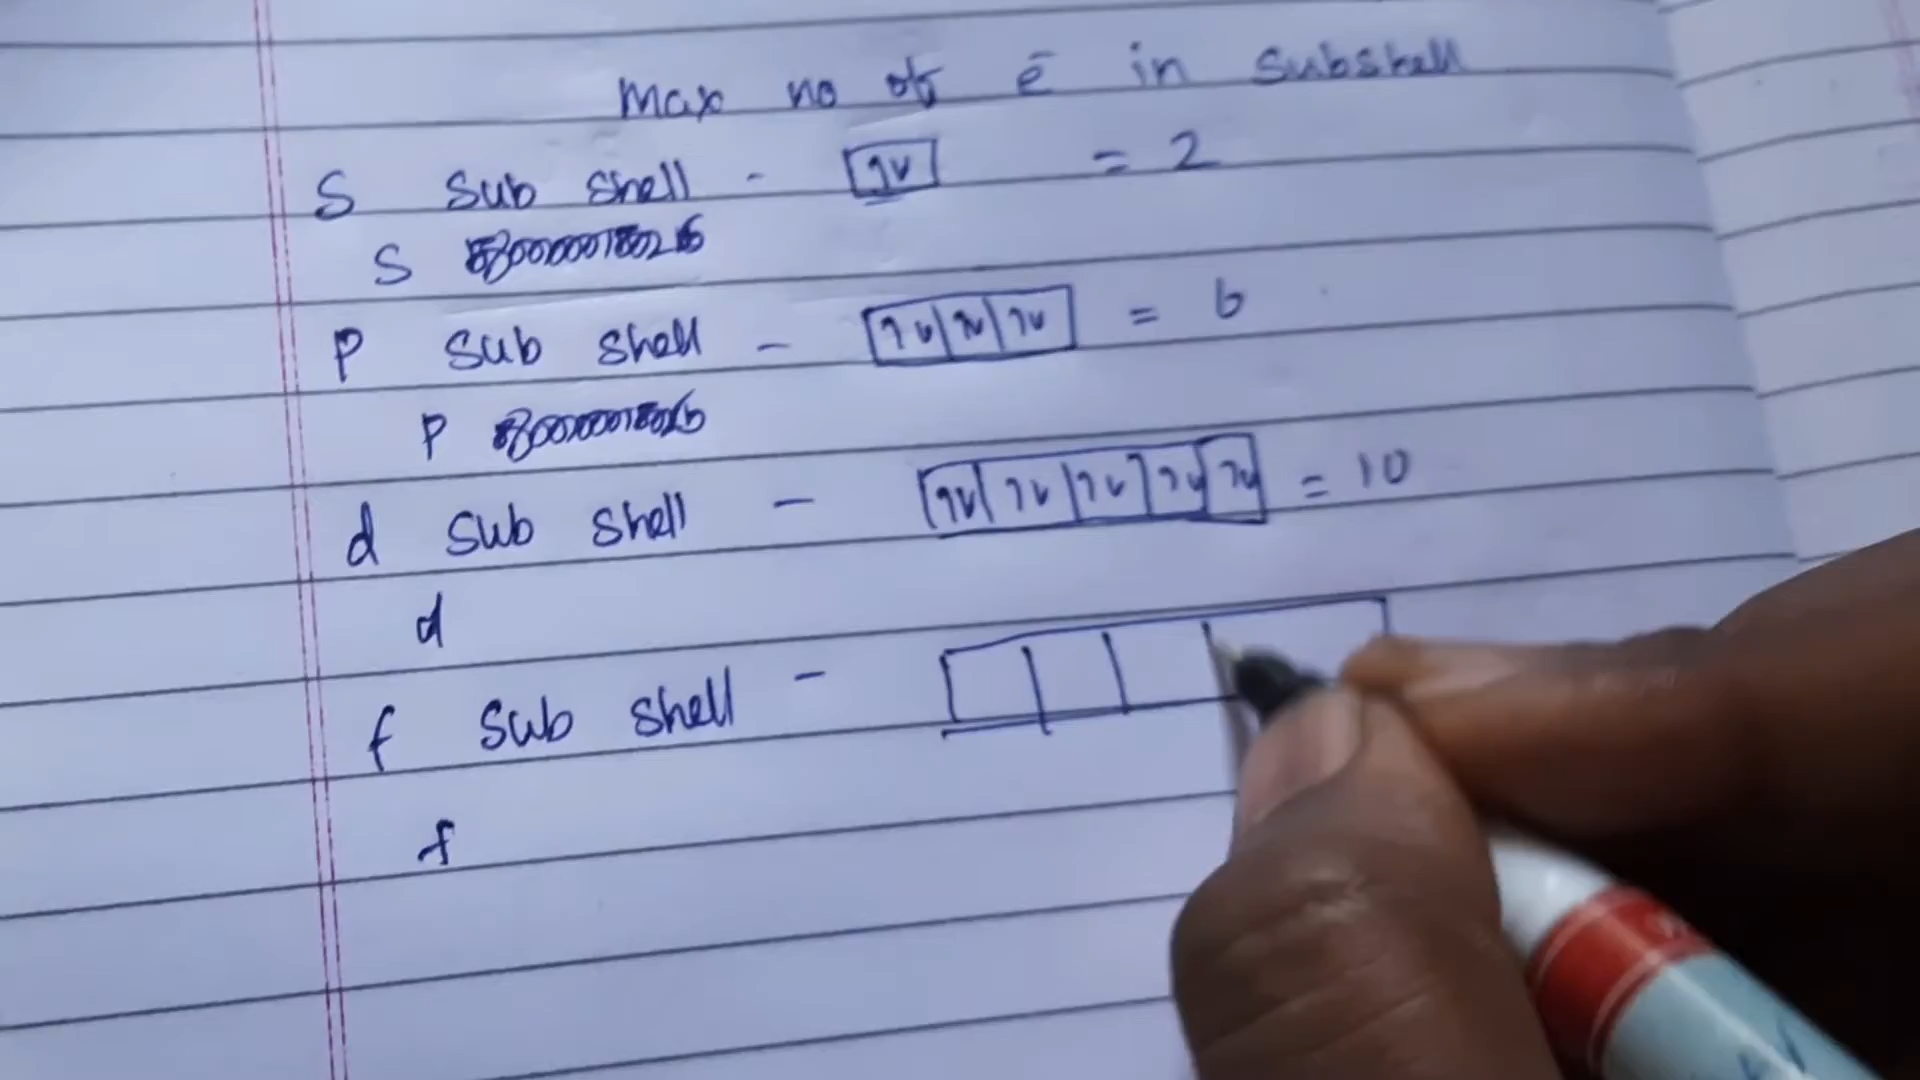 Max no of ē in Subshell
S Sub shell - = 2
S
P Sub shell - = 6
P
d Sub shell - = 10
d
f Sub shell -
f